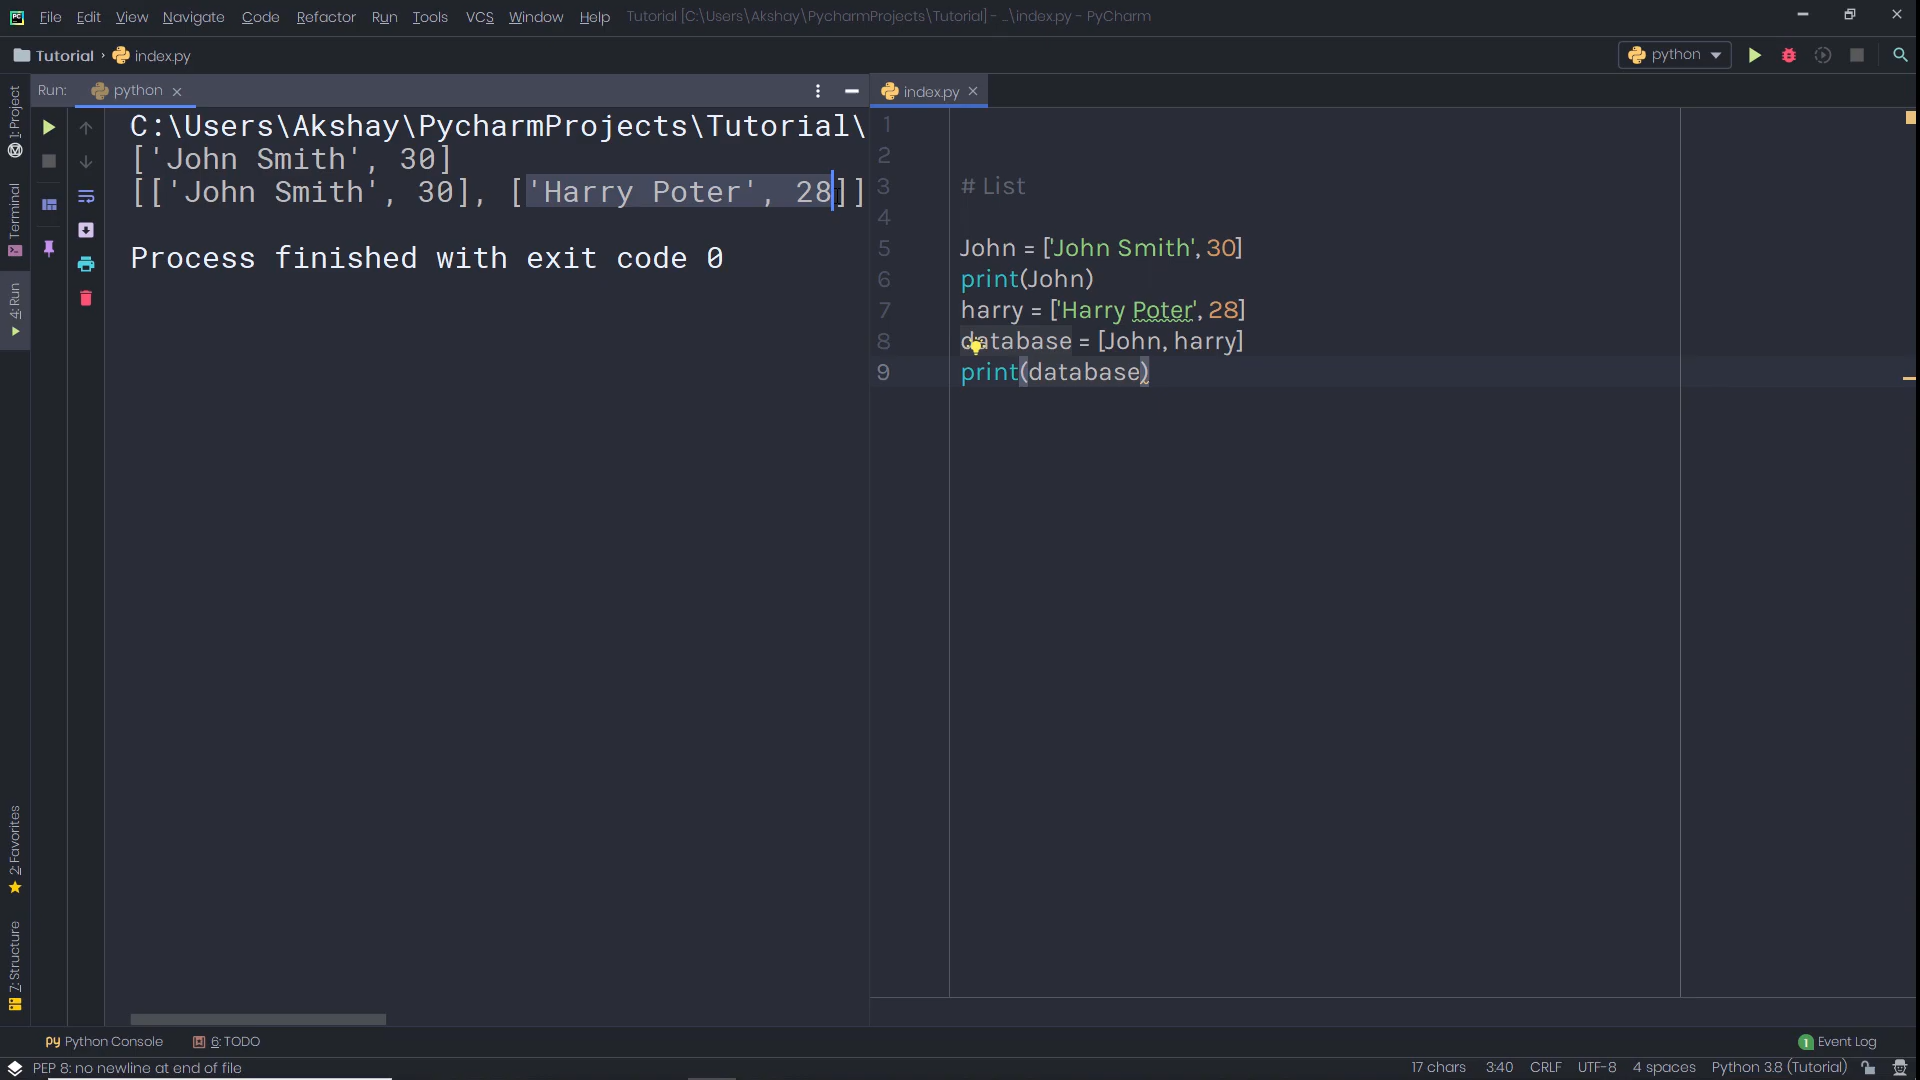 File Edit View Navigate Code Refactor Run Tools VCS Window Help Tutorial [C:\Users\Akshay\PycharmProjects\Tutorial] - ...\index.py - PyCharm
Tutorial › index.py
python
Run: python
index.py
1: Project
Terminal
4: Run
2: Favorites
7: Structure
C:\Users\Akshay\PycharmProjects\Tutorial\
['John Smith', 30]
[['John Smith', 30], ['Harry Poter', 28]]
Process finished with exit code 0
1
2
3 # List
4
5 John = ['John Smith', 30]
6 print(John)
7 harry = ['Harry Poter', 28]
8 database = [John, harry]
9 print(database)
Python Console 6: TODO
1 Event Log
PEP 8: no newline at end of file
17 chars 3:40 CRLF UTF-8 4 spaces Python 3.8 (Tutorial)